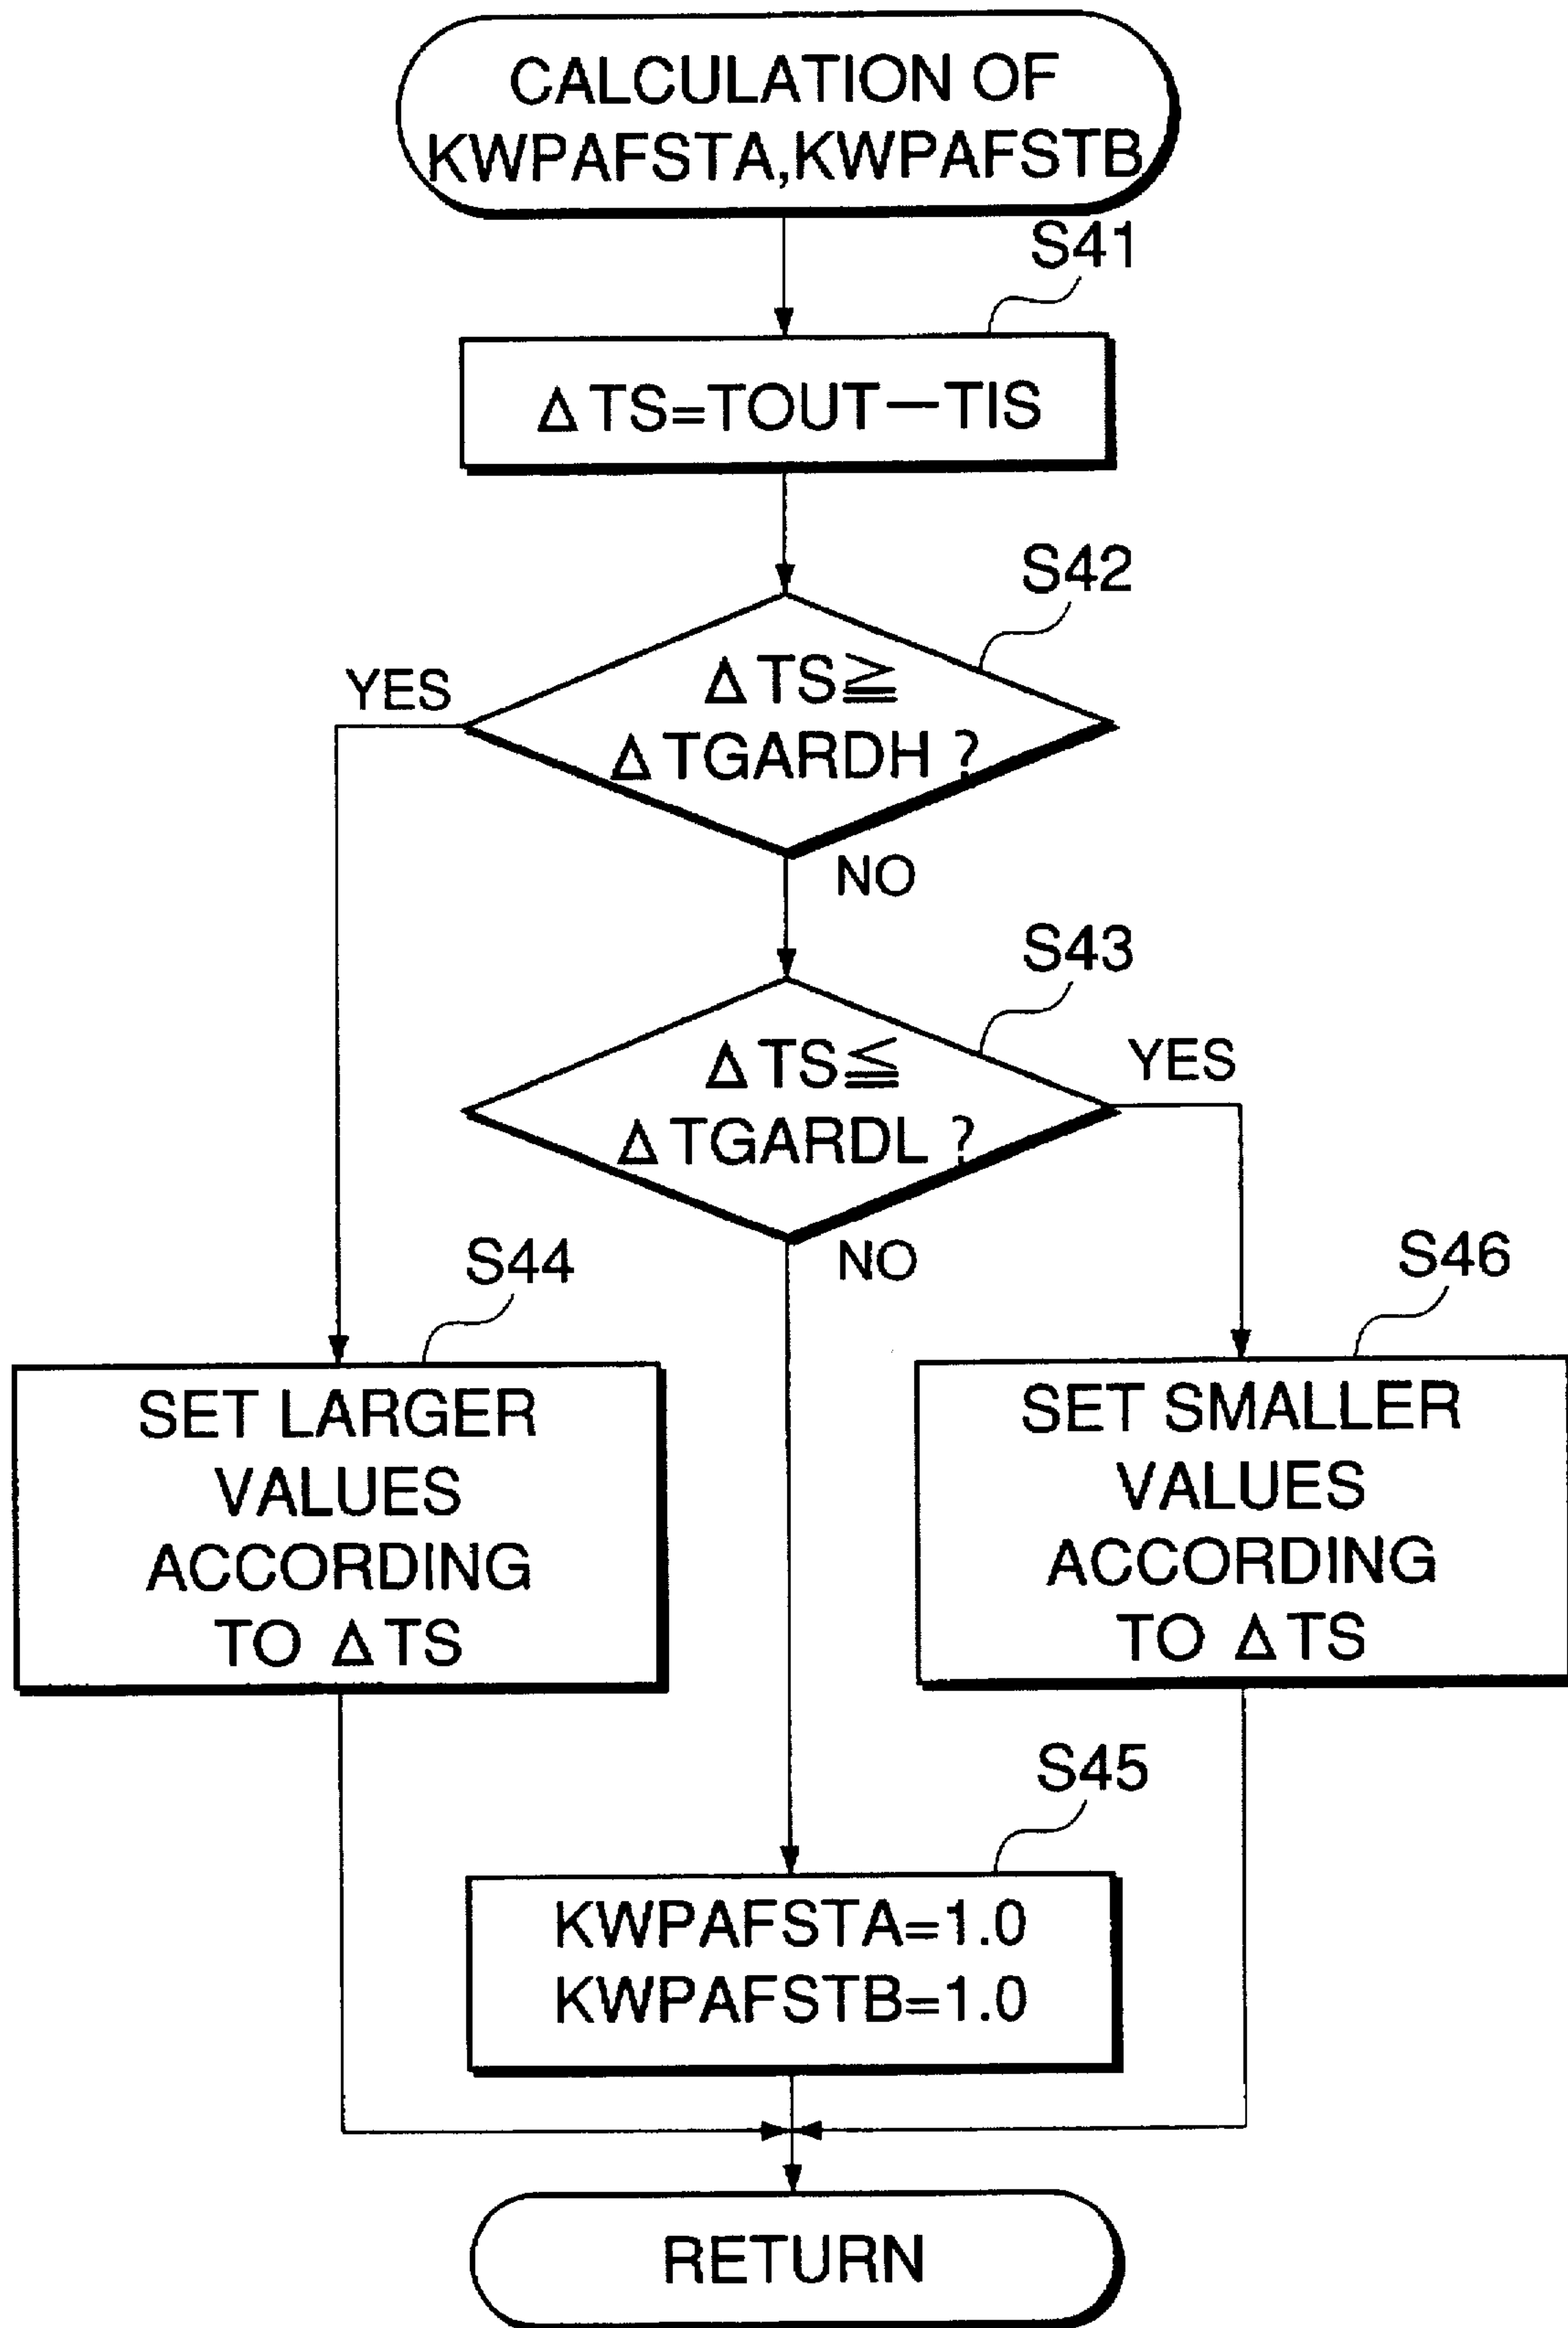 CALCULATION OF
KWPAFSTA,KWPAFSTB
S41
ΔTS=TOUT−TIS
S42
YES
ΔTS≧
ΔTGARDH ?
NO
S43
ΔTS≦
ΔTGARDL ?
YES
NO
S44
SET LARGER
VALUES
ACCORDING
TO ΔTS
S46
SET SMALLER
VALUES
ACCORDING
TO ΔTS
S45
KWPAFSTA=1.0
KWPAFSTB=1.0
RETURN